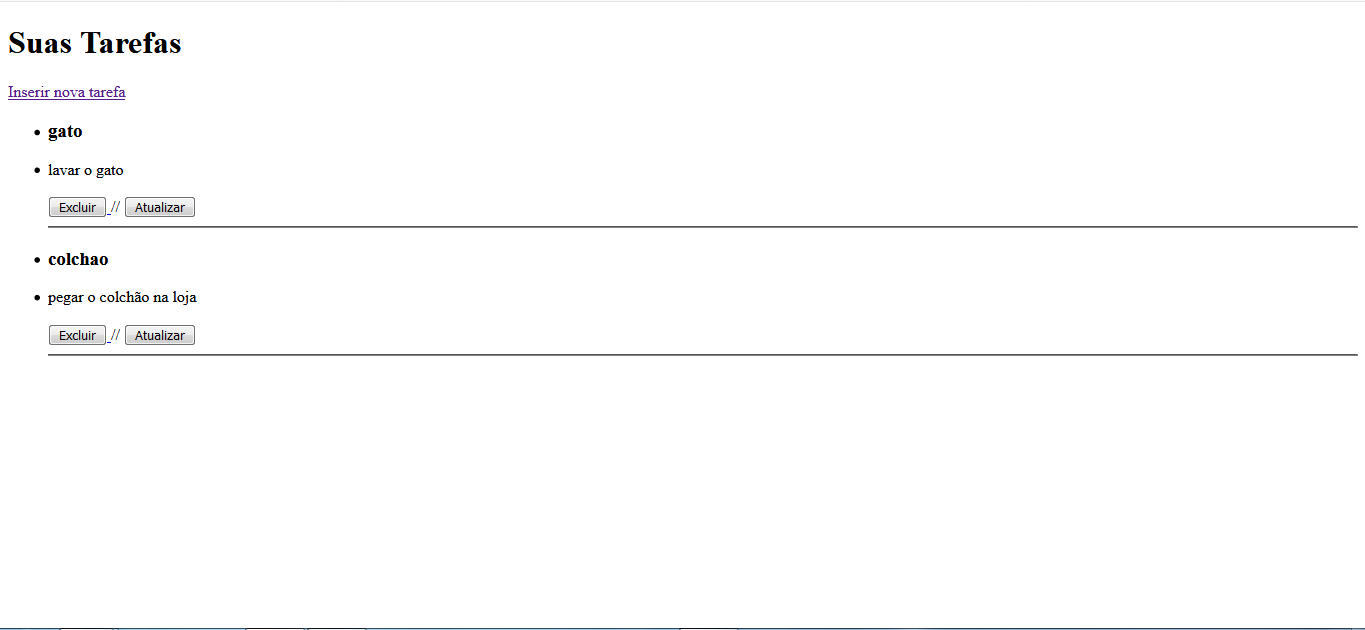 Suas Tarefas
Inserir nova tarefa
gato
lavar o gato
Excluir // Atualizar
colchao
pegar o colchão na loja
Excluir // Atualizar